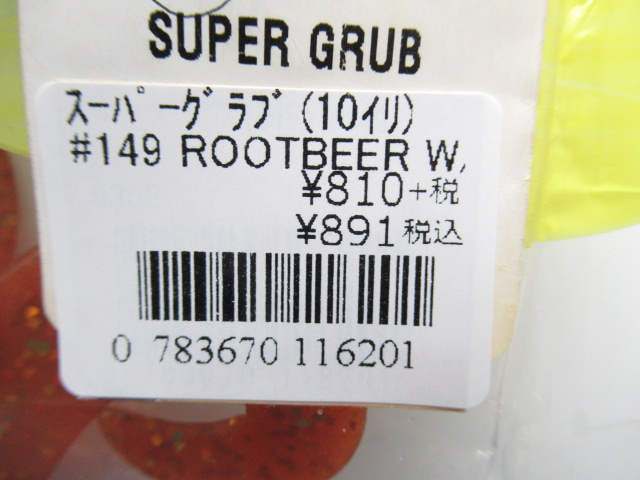 SUPER GRUB
ｽｰﾊﾟｰｸﾞﾗﾌﾞ(10ｲﾘ)
#149 ROOTBEER W,
¥810+税
¥891税込
0 783670 116201